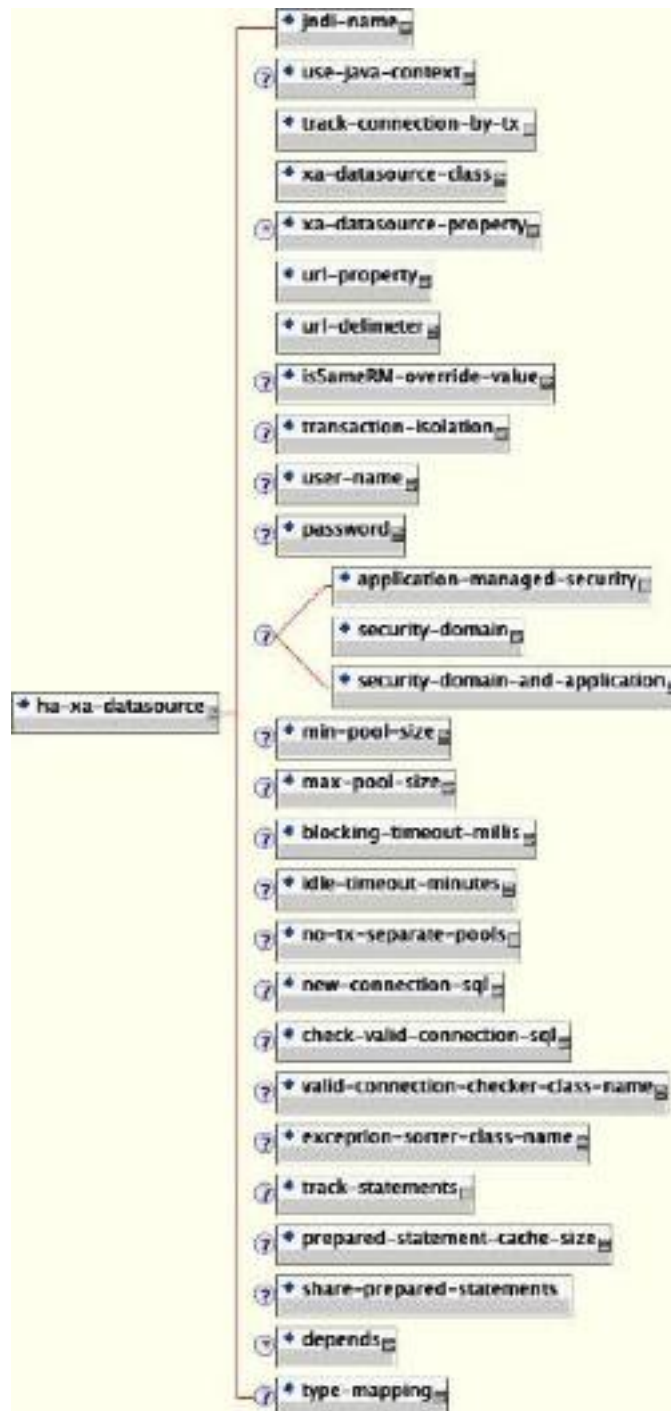 jndi-name
? use-java-context
track-connection-by-tx
xa-datasource-class
* xa-datasource-property
url-property
url-delimeter
? isSameRM-override-value
? transaction-isolation
? user-name
? password
application-managed-security
? security-domain
security-domain-and-application
ha-xa-datasource
? min-pool-size
? max-pool-size
? blocking-timeout-millis
? idle-timeout-minutes
? no-tx-separate-pools
? new-connection-sql
? check-valid-connection-sql
? valid-connection-checker-class-name
? exception-sorter-class-name
? track-statements
? prepared-statement-cache-size
? share-prepared-statements
* depends
? type-mapping